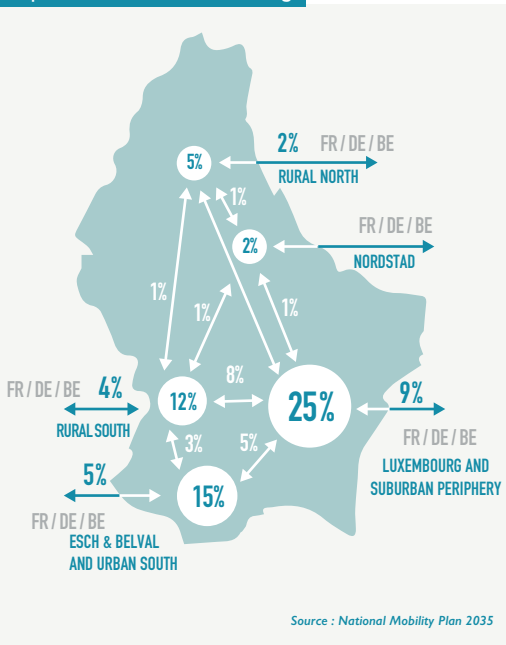 2% FR / DE / BE
5%
RURAL NORTH
1%
FR / DE / BE
2%
NORDSTAD
1%
1%
1%
8%
FR / DE / BE 4%
12%
25%
9%
RURAL SOUTH
3%
5%
FR / DE / BE
5%
LUXEMBOURG AND
SUBURBAN PERIPHERY
15%
FR / DE / BE
ESCH & BELVAL
AND URBAN SOUTH
Source : National Mobility Plan 2035